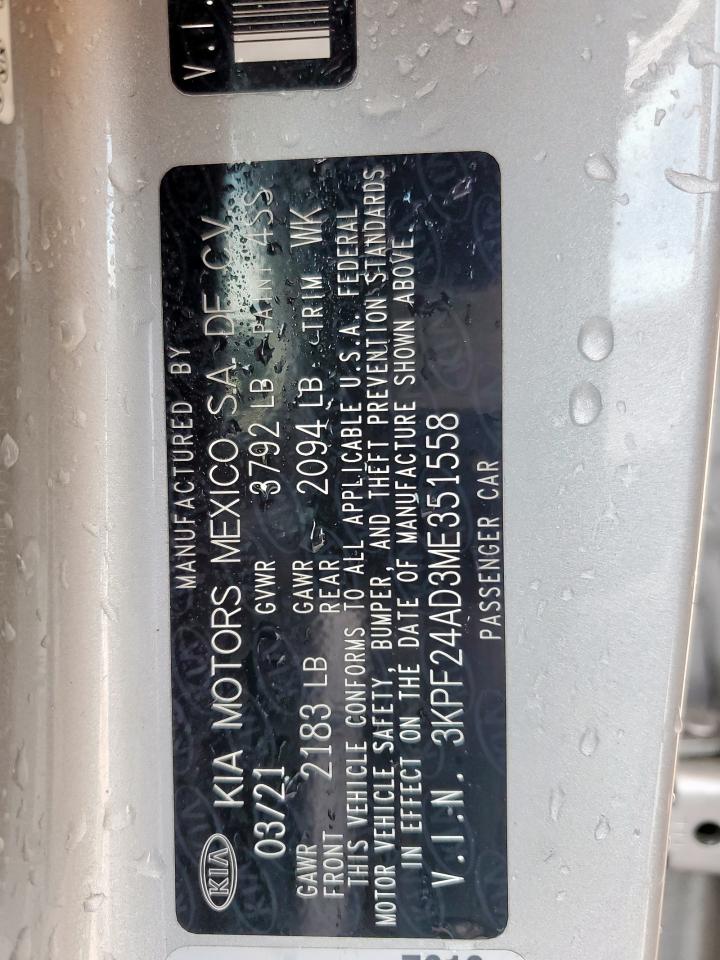 V.I.
MANUFACTURED BY
KIA KIA MOTORS MEXICO S.A. DE C.V.
03/21 GVWR 3792 LB PAINT 4SS
GAWR FRONT 2183 LB GAWR REAR 2094 LB TRIM WK
THIS VEHICLE CONFORMS TO ALL APPLICABLE U.S.A. FEDERAL
MOTOR VEHICLE SAFETY, BUMPER, AND THEFT PREVENTION STANDARDS
IN EFFECT ON THE DATE OF MANUFACTURE SHOWN ABOVE.
V.I.N. 3KPF24AD3ME351558
PASSENGER CAR